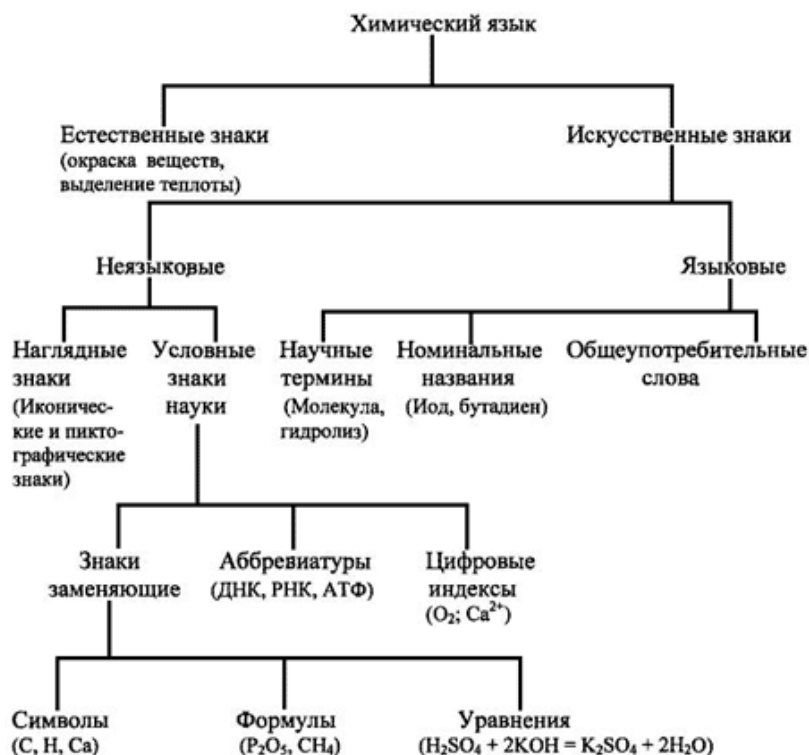 Химический язык
Естественные знаки
(окраска веществ,
выделение теплоты)
Искусственные знаки
Неязыковые
Языковые
Наглядные
знаки
(Иконичес-
кие и пикто-
графические
знаки)
Условные
знаки
науки
Научные
термины
(Молекула,
гидролиз)
Номинальные
названия
(Иод, бутадиен)
Общеупотребительные
слова
Знаки
заменяющие
Аббревиатуры
(ДНК, РНК, АТФ)
Цифровые
индексы
(O₂; Ca²⁺)
Символы
(C, H, Ca)
Формулы
(P₂O₅, CH₄)
Уравнения
(H₂SO₄ + 2KOH = K₂SO₄ + 2H₂O)